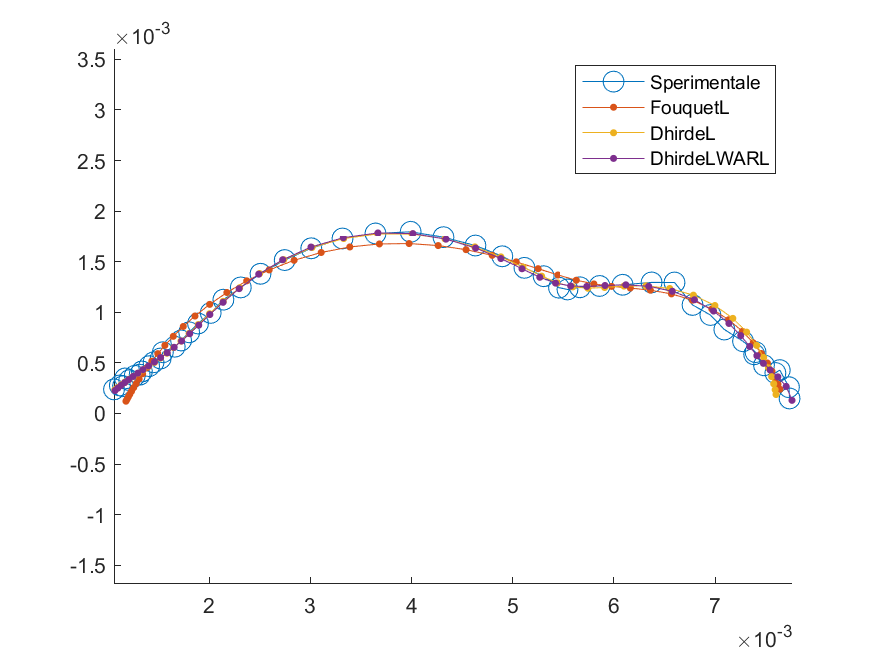 ×10⁻³
3.5
3
2.5
2
1.5
1
0.5
0
-0.5
-1
-1.5
2 3 4 5 6 7
×10⁻³
Sperimentale
FouquetL
DhirdeL
DhirdeLWARL